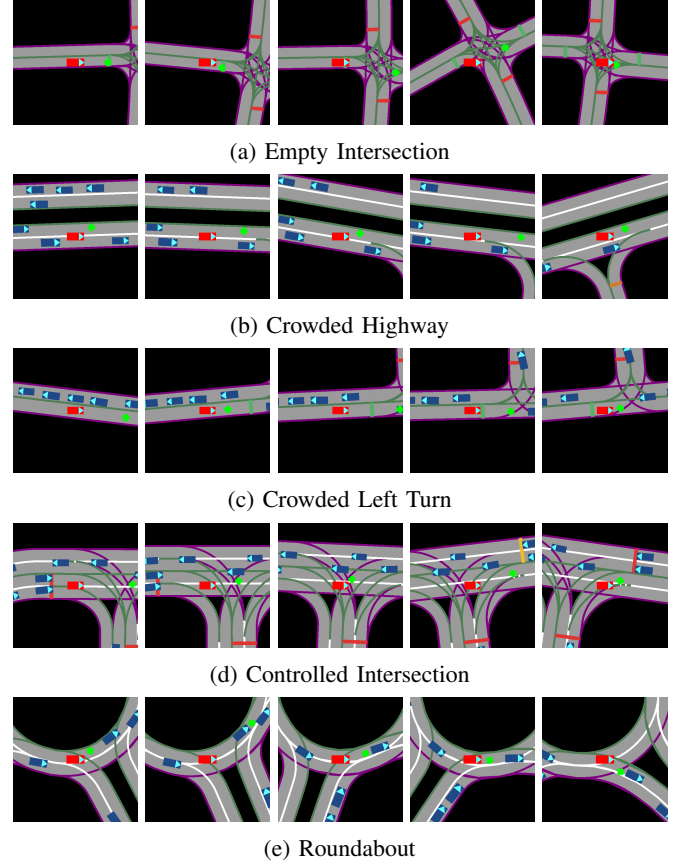 (a) Empty Intersection
(b) Crowded Highway
(c) Crowded Left Turn
(d) Controlled Intersection
(e) Roundabout